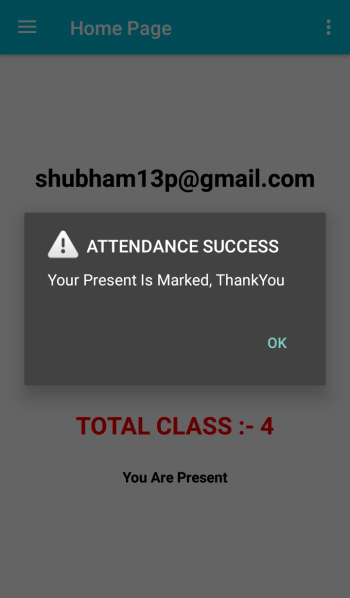 Home Page
shubham13p@gmail.com
ATTENDANCE SUCCESS
Your Present Is Marked, ThankYou
OK
TOTAL CLASS :- 4
You Are Present